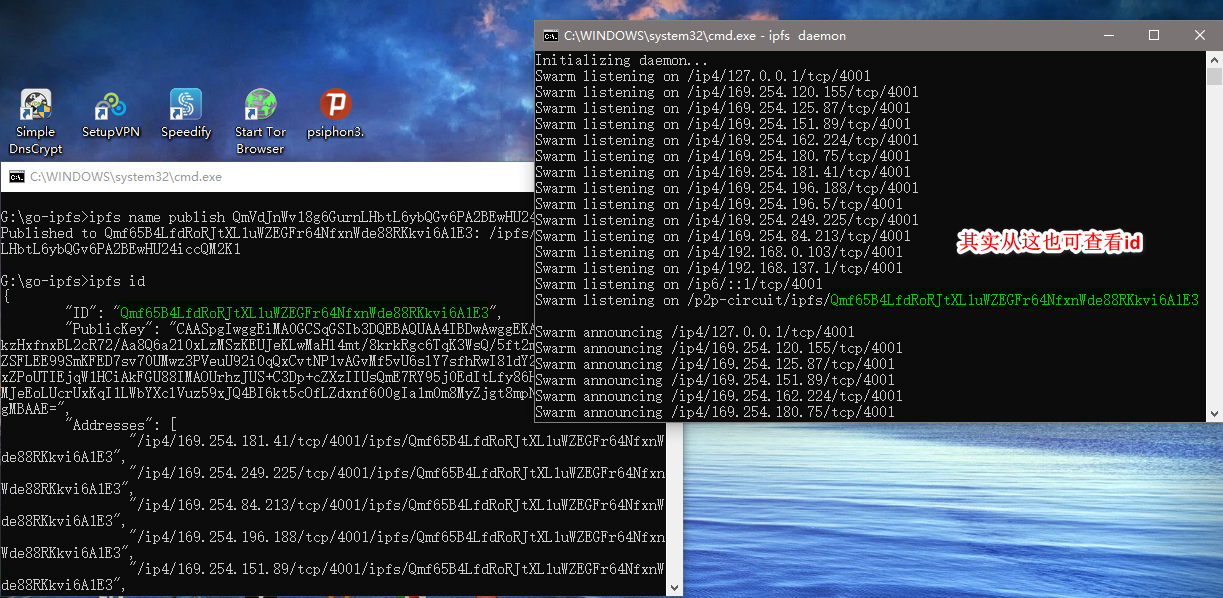 Simple
DnsCrypt
SetupVPN
Speedify
Start Tor
Browser
psiphon3.
C:\WINDOWS\system32\cmd.exe
G:\go-ipfs>ipfs name publish QmVdJnWv18g6GurnLHbtL6ybQGv6PA2BEwHU24
Published to Qmf65B4LfdRoRJtXL1uWZEGFr64NfxnWde88RKkvi6A1E3: /ipfs/
LHbtL6ybQGv6PA2BEwHU24iccQM2K1
G:\go-ipfs>ipfs id
{
"ID": "Qmf65B4LfdRoRJtXL1uWZEGFr64NfxnWde88RKkvi6A1E3",
"PublicKey": "CAASpgIwggEiMA0GCSqGSIb3DQEBAQUAA4IBDwAwggEKA
kzHxfnxBL2cR72/Aa8Q6a210xLzMSzKEUJeKLwMaH14mt/8krkRgc6TqK3WsQ/5ft2m
ZSFLEE99SmKFED7sv70UMwz3PVeuU92i0qQxCvtNP1vAGvMf5vU6s1Y7sfhRwI81dY2
xZPoUTIEjqW1HCiAkFGU88IMAOUrhzJUS+C3Dp+cZXzIIUsQmE7RY95j0EdItLfy86H
MJeEoLUcrUxKqI1LWbYXc1Vuz59xJQ4BI6kt5cOfLZdxnf600gIa1m0m8MyZjgt8mpN
gMBAAE=",
"Addresses": [
"/ip4/169.254.181.41/tcp/4001/ipfs/Qmf65B4LfdRoRJtXL1uWZEGFr64NfxnW
de88RKkvi6A1E3",
"/ip4/169.254.249.225/tcp/4001/ipfs/Qmf65B4LfdRoRJtXL1uWZEGFr64Nfxn
Wde88RKkvi6A1E3",
"/ip4/169.254.84.213/tcp/4001/ipfs/Qmf65B4LfdRoRJtXL1uWZEGFr64NfxnW
de88RKkvi6A1E3",
"/ip4/169.254.196.188/tcp/4001/ipfs/Qmf65B4LfdRoRJtXL1uWZEGFr64Nfxn
Wde88RKkvi6A1E3",
"/ip4/169.254.151.89/tcp/4001/ipfs/Qmf65B4LfdRoRJtXL1uWZEGFr64NfxnW
de88RKkvi6A1E3",
C:\WINDOWS\system32\cmd.exe - ipfs daemon
Initializing daemon...
Swarm listening on /ip4/127.0.0.1/tcp/4001
Swarm listening on /ip4/169.254.120.155/tcp/4001
Swarm listening on /ip4/169.254.125.87/tcp/4001
Swarm listening on /ip4/169.254.151.89/tcp/4001
Swarm listening on /ip4/169.254.162.224/tcp/4001
Swarm listening on /ip4/169.254.180.75/tcp/4001
Swarm listening on /ip4/169.254.181.41/tcp/4001
Swarm listening on /ip4/169.254.196.188/tcp/4001
Swarm listening on /ip4/169.254.196.5/tcp/4001
Swarm listening on /ip4/169.254.249.225/tcp/4001
Swarm listening on /ip4/169.254.84.213/tcp/4001
Swarm listening on /ip4/192.168.0.103/tcp/4001
Swarm listening on /ip4/192.168.137.1/tcp/4001
Swarm listening on /ip6/::1/tcp/4001
Swarm listening on /p2p-circuit/ipfs/Qmf65B4LfdRoRJtXL1uWZEGFr64NfxnWde88RKkvi6A1E3
其实从这也可查看id
Swarm announcing /ip4/127.0.0.1/tcp/4001
Swarm announcing /ip4/169.254.120.155/tcp/4001
Swarm announcing /ip4/169.254.125.87/tcp/4001
Swarm announcing /ip4/169.254.151.89/tcp/4001
Swarm announcing /ip4/169.254.162.224/tcp/4001
Swarm announcing /ip4/169.254.180.75/tcp/4001